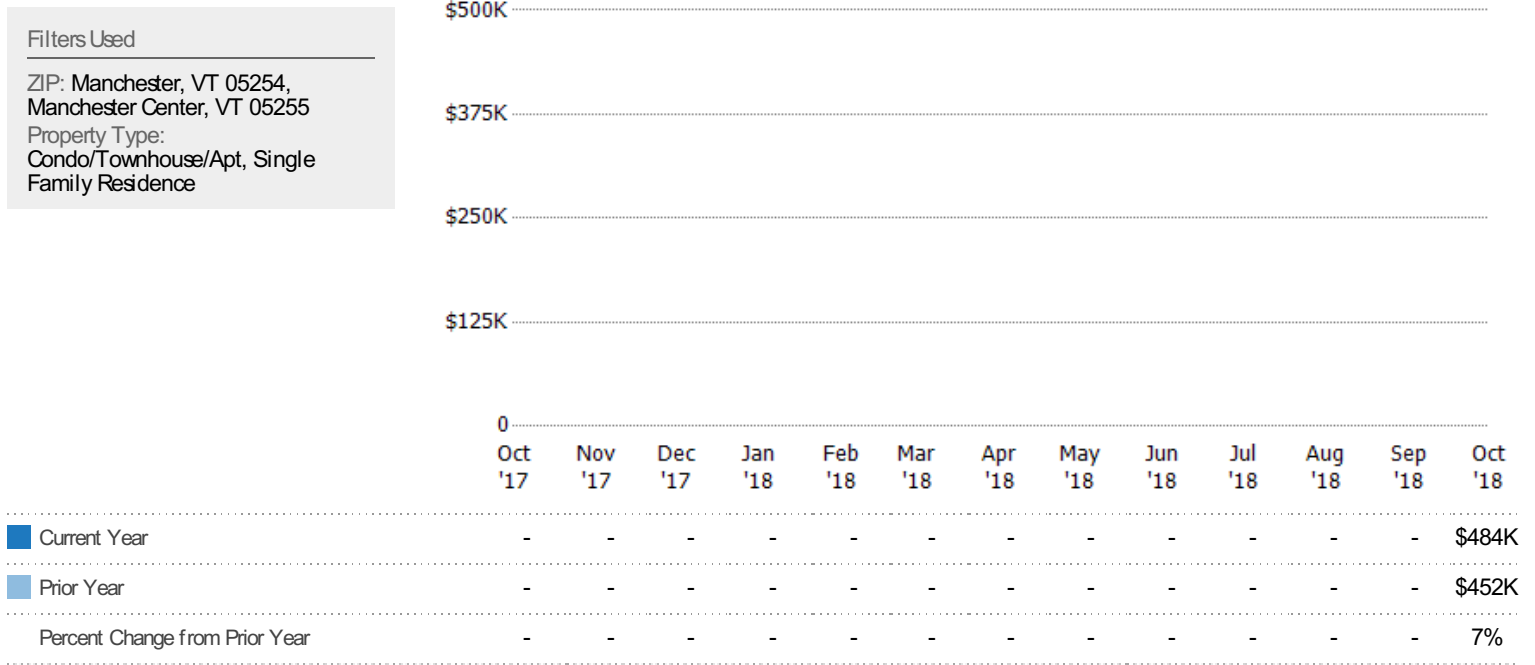 Filters Used
ZIP: Manchester, VT 05254,
Manchester Center, VT 05255
Property Type:
Condo/Townhouse/Apt, Single
Family Residence
$500K
$375K
$250K
$125K
0
Oct Nov Dec Jan Feb Mar Apr May Jun Jul Aug Sep Oct
'17 '17 '17 '18 '18 '18 '18 '18 '18 '18 '18 '18 '18
Current Year - - - - - - - - - - - - $484K
Prior Year - - - - - - - - - - - - $452K
Percent Change from Prior Year - - - - - - - - - - - - 7%